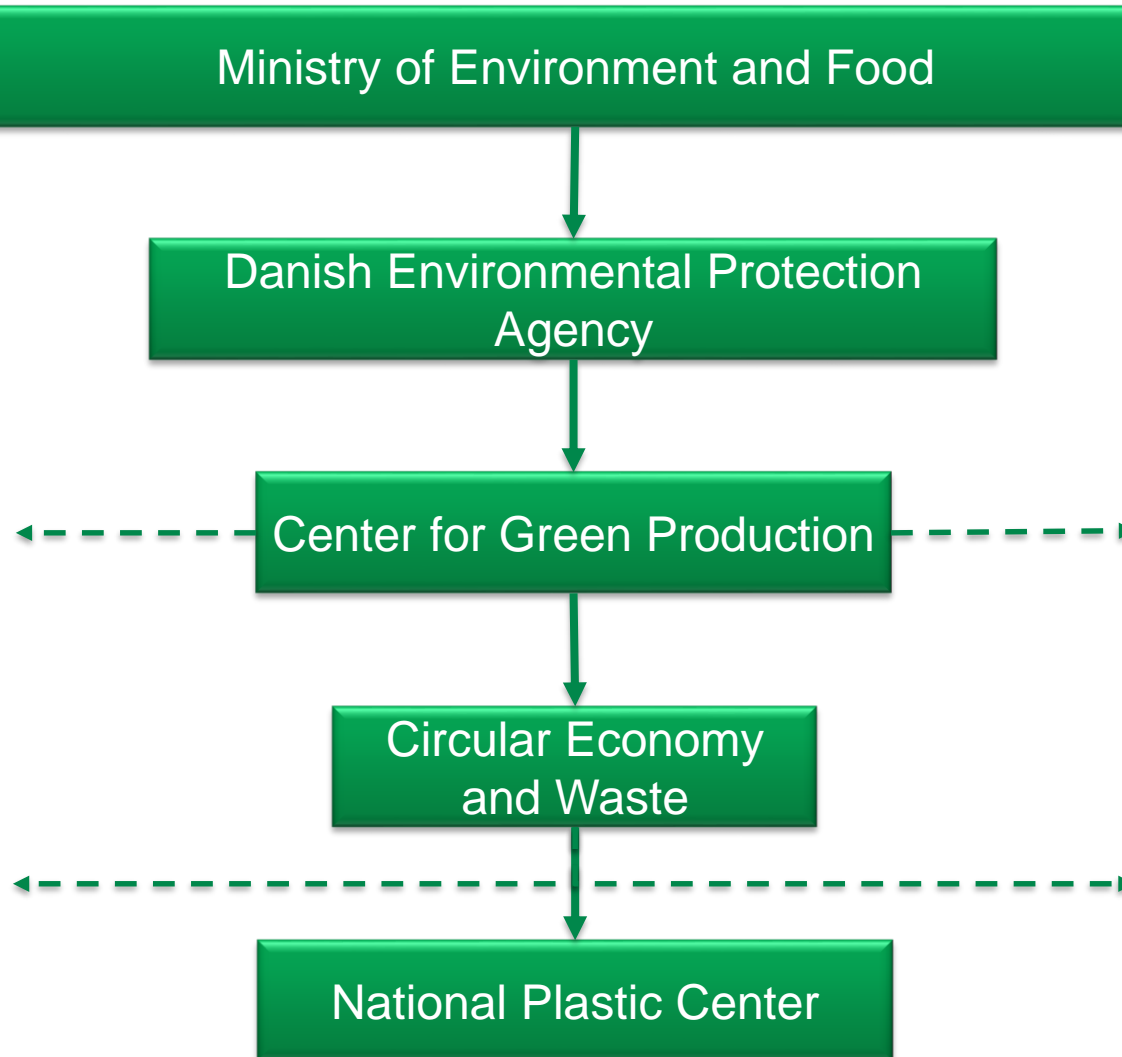 Ministry of Environment and Food
Danish Environmental Protection
Agency
Center for Green Production
Circular Economy
and Waste
National Plastic Center